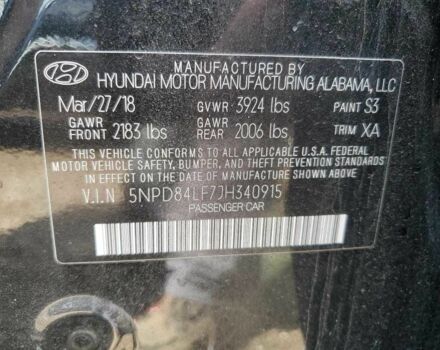 MANUFACTURED BY
HYUNDAI MOTOR MANUFACTURING ALABAMA, LLC
Mar/27/18 GVWR 3924 lbs PAINT S3
GAWR FRONT 2183 lbs GAWR REAR 2006 lbs TRIM XA
THIS VEHICLE CONFORMS TO ALL APPLICABLE U.S.A FEDERAL
MOTOR VEHICLE SAFETY, BUMPER, AND THEFT PREVENTION
STANDARDS IN EFFECT ON THE DATE OF MANUFACTURE SHOWN ABOVE.
V.I.N 5NPD84LF7JH340915
PASSENGER CAR